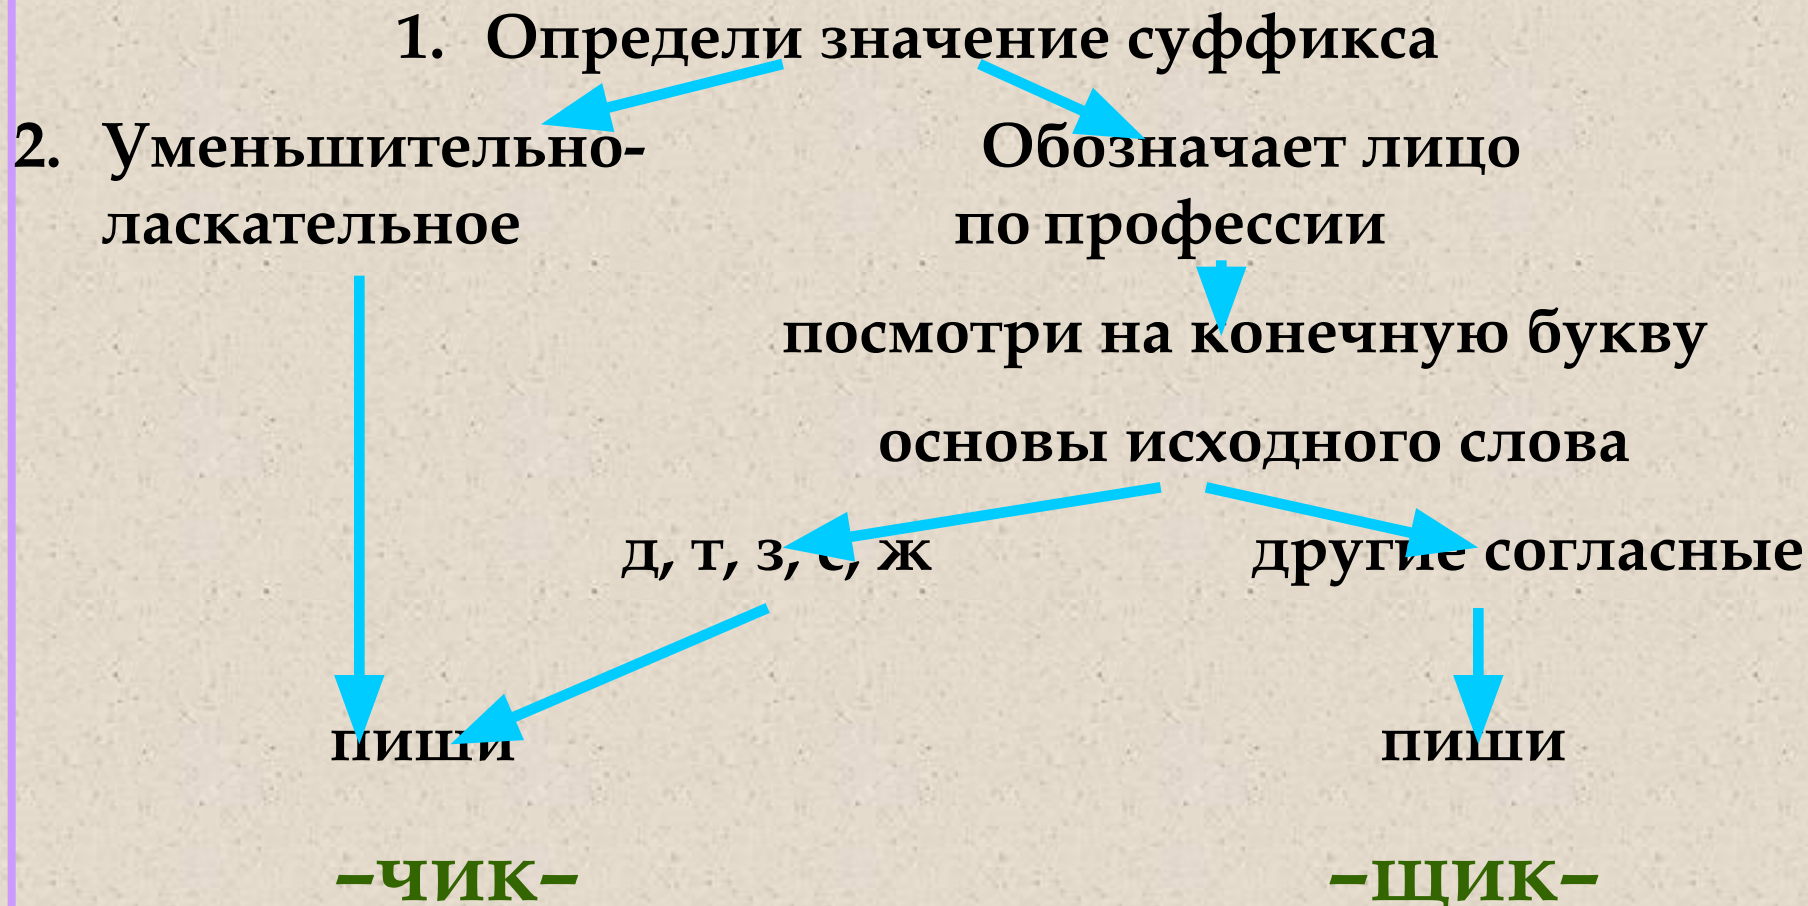 1. Определи значение суффикса
2. Уменьшительно- Обозначает лицо
ласкательное по профессии
посмотри на конечную букву
основы исходного слова
д, т, з, с, ж другие согласные
пиши пиши
–чик– –щик–